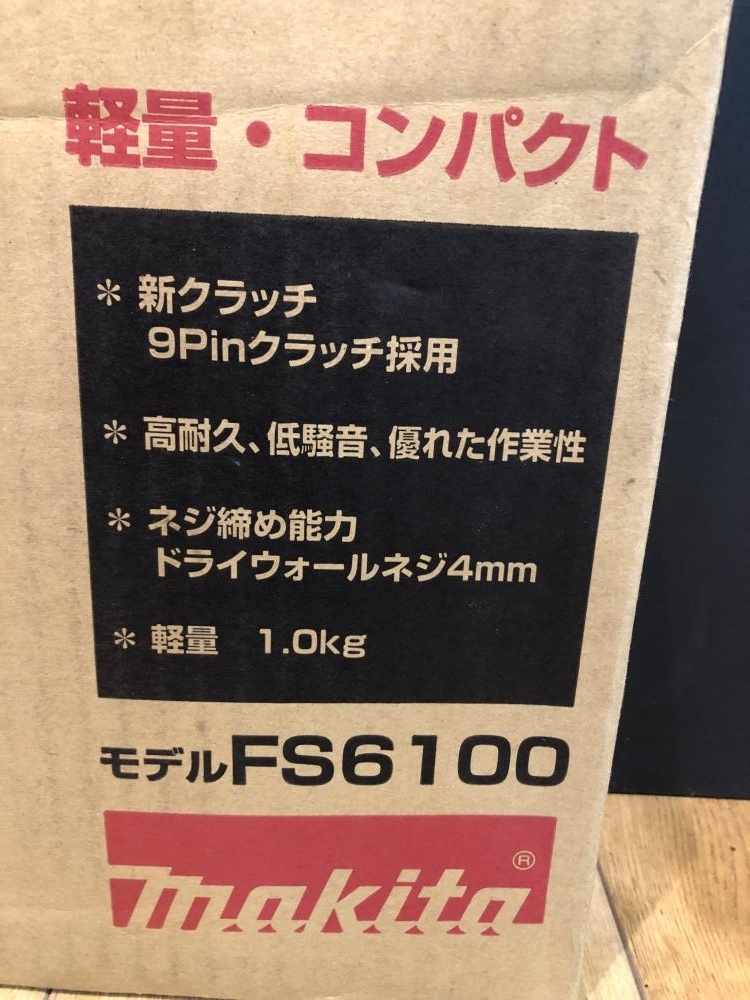 軽量・コンパクト
＊ 新クラッチ
9Pinクラッチ採用
＊ 高耐久、低騒音、優れた作業性
＊ ネジ締め能力
ドライウォールネジ4mm
＊ 軽量　1.0kg
モデルFS6100
makita®